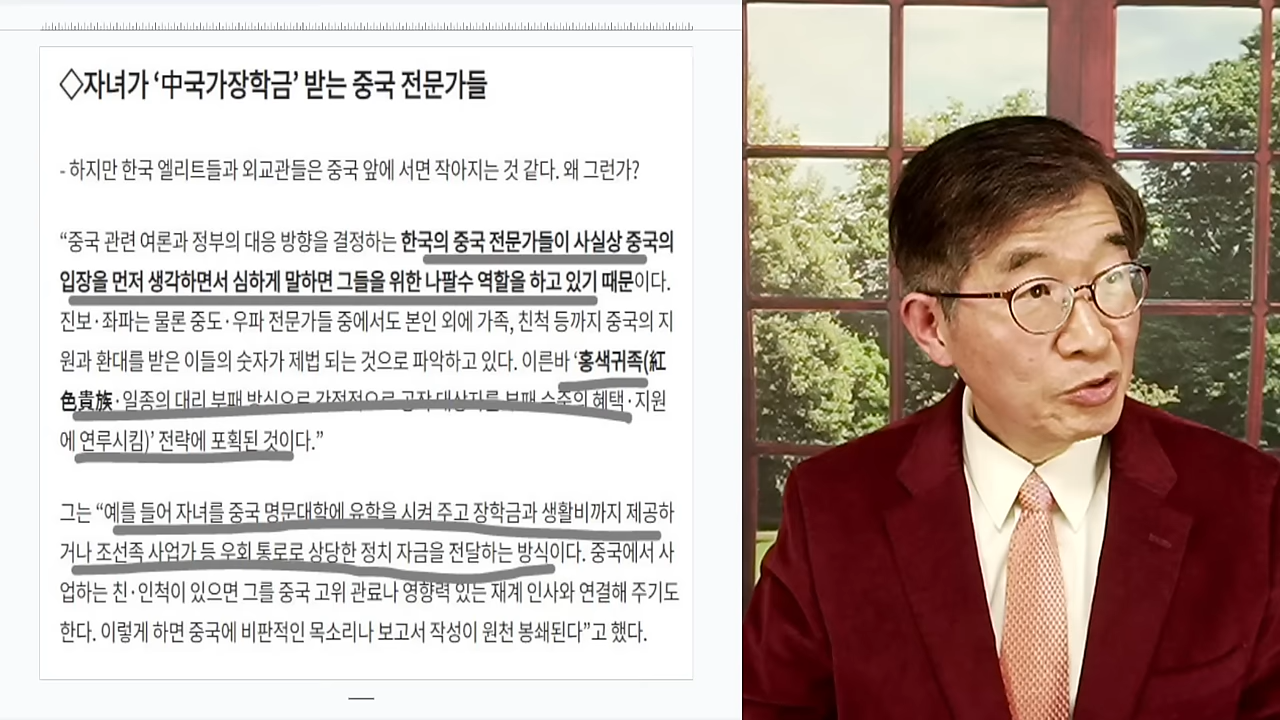 ◇자녀가 ‘中국가장학금’ 받는 중국 전문가들
- 하지만 한국 엘리트들과 외교관들은 중국 앞에 서면 작아지는 것 같다. 왜 그런가?
“중국 관련 여론과 정부의 대응 방향을 결정하는 한국의 중국 전문가들이 사실상 중국의
입장을 먼저 생각하면서 심하게 말하면 그들을 위한 나팔수 역할을 하고 있기 때문이다.
진보·좌파는 물론 중도·우파 전문가들 중에서도 본인 외에 가족, 친척 등까지 중국의 지
원과 환대를 받은 이들의 숫자가 제법 되는 것으로 파악하고 있다. 이른바 ‘홍색귀족(紅
色貴族·일종의 대리 부패 방식으로 간접적으로 공작 대상자를 부패 수준의 혜택·지원
에 연루시킴)’ 전략에 포획된 것이다.”
그는 “예를 들어 자녀를 중국 명문대학에 유학을 시켜 주고 장학금과 생활비까지 제공하
거나 조선족 사업가 등 우회 통로로 상당한 정치 자금을 전달하는 방식이다. 중국에서 사
업하는 친·인척이 있으면 그를 중국 고위 관료나 영향력 있는 재계 인사와 연결해 주기도
한다. 이렇게 하면 중국에 비판적인 목소리나 보고서 작성이 원천 봉쇄된다”고 했다.